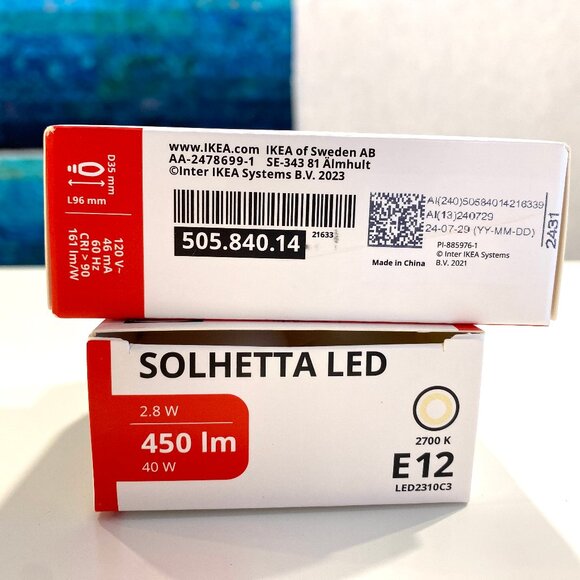 D35 mm
L96 mm
120 V~
46 mA
60 Hz
CRI > 90
161 lm/W
www.IKEA.com IKEA of Sweden AB
AA-2478699-1 SE-343 81 Älmhult
©Inter IKEA Systems B.V. 2023
21633
505.840.14
Made in China
AI(240)50584014216339
AI(13)240729
24-07-29 (YY-MM-DD)
PI-885976-1
© Inter IKEA Systems
B.V. 2021
2431
SOLHETTA LED
2.8 W
450 lm
40 W
2700 K
E12
LED2310C3